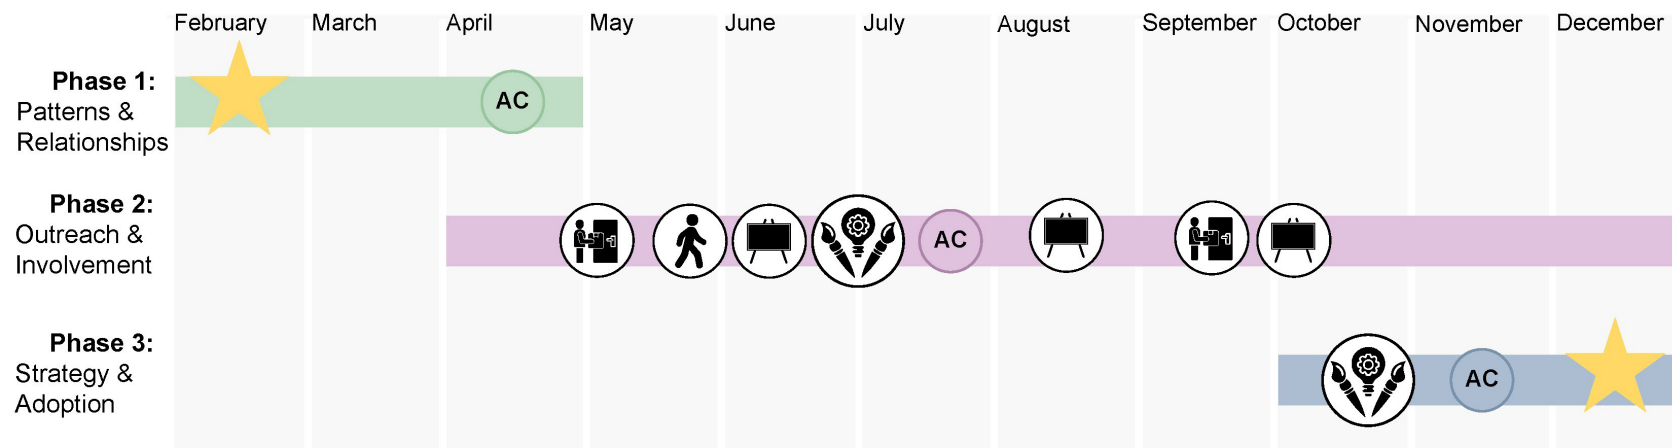 February March April May June July August September October November December
Phase 1:
Patterns &
Relationships
AC
Phase 2:
Outreach &
Involvement
AC
Phase 3:
Strategy &
Adoption
AC